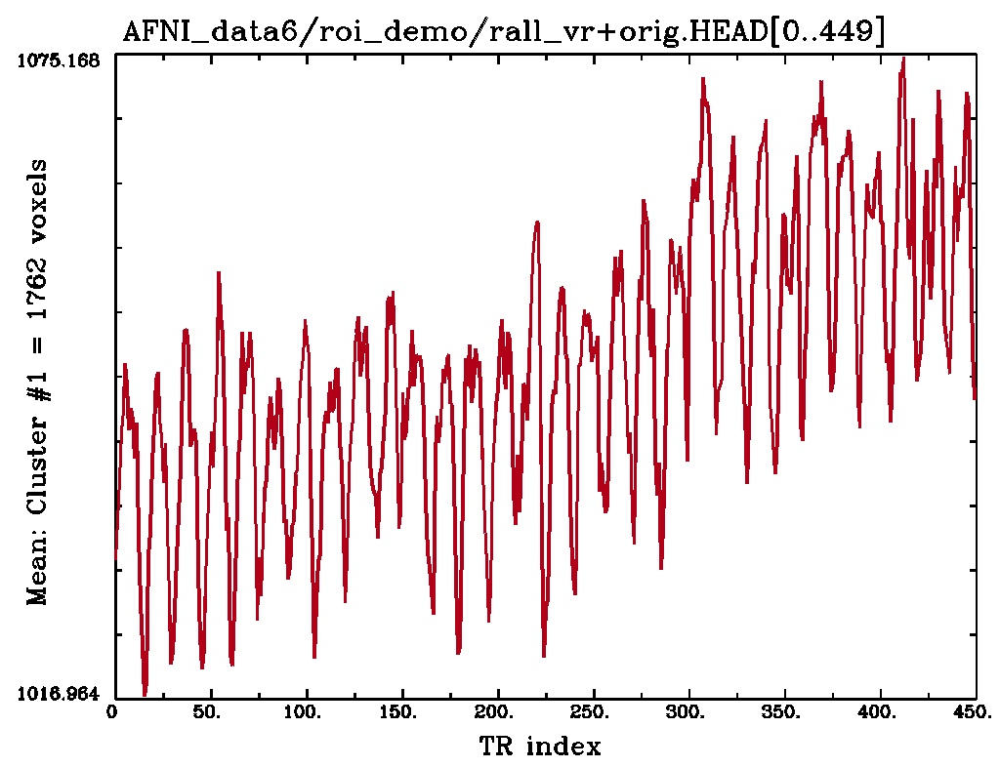 AFNI_data6/roi_demo/rall_vr+orig.HEAD[0..449]
1075.168
Mean: Cluster #1 = 1762 voxels
1016.964
0 50. 100. 150. 200. 250. 300. 350. 400. 450.
TR index